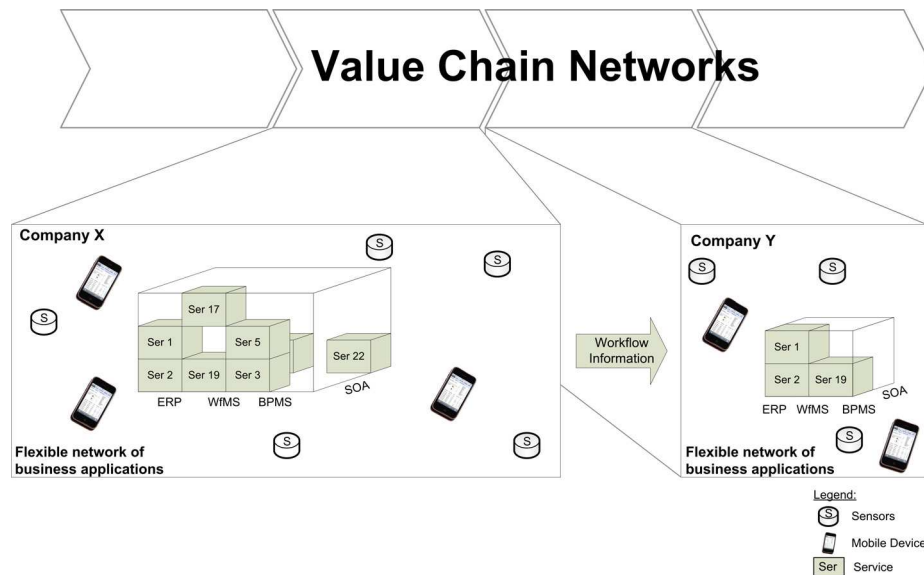 Value Chain Networks
Company X
S
S
S
Ser 17
Ser 1
Ser 5
Ser 2
Ser 19
Ser 3
Ser 22
ERP
WfMS
BPMS
SOA
S
S
Flexible network of
business applications
Workflow
Information
Company Y
S
S
Ser 1
Ser 2
Ser 19
ERP
WfMS
BPMS
SOA
S
Flexible network of
business applications
Legend:
S
Sensors
Mobile Device
Ser
Service